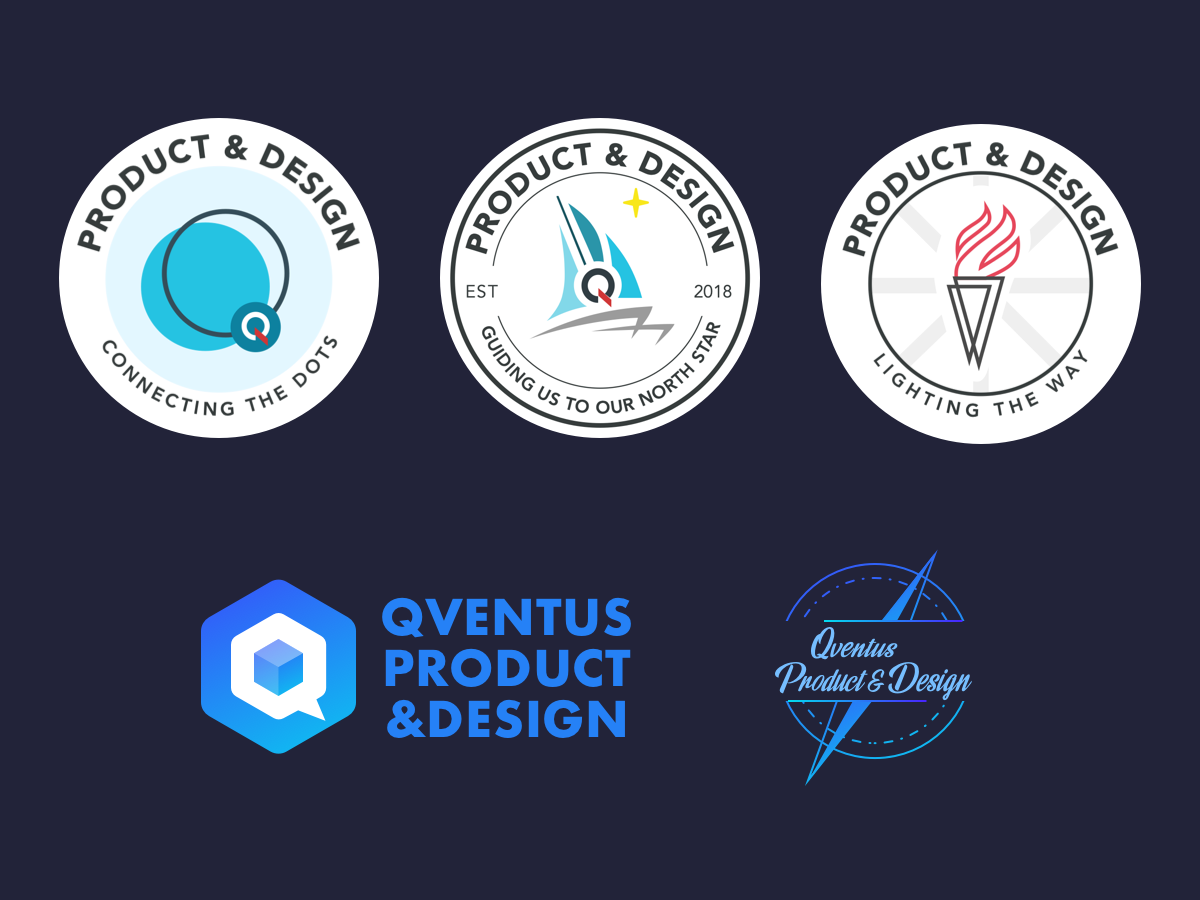 PRODUCT & DESIGN
Q
CONNECTING THE DOTS
PRODUCT & DESIGN
EST
2018
Q
GUIDING US TO OUR NORTH STAR
PRODUCT & DESIGN
LIGHTING THE WAY
Q
QVENTUS
PRODUCT
&DESIGN
Qventus
Product & Design